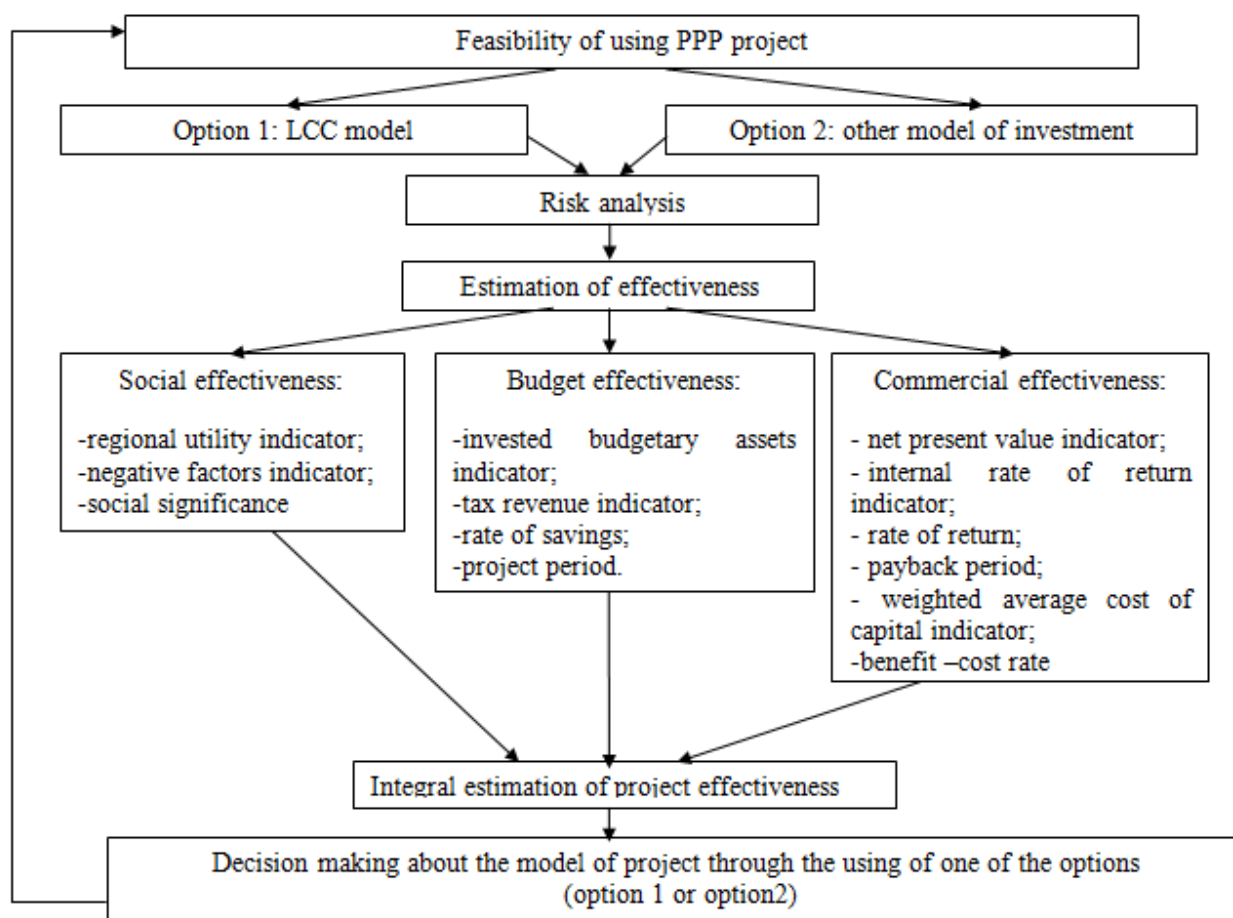 Feasibility of using PPP project
Option 1: LCC model
Option 2: other model of investment
Risk analysis
Estimation of effectiveness
Social effectiveness:
-regional utility indicator;
-negative factors indicator;
-social significance
Budget effectiveness:
-invested budgetary assets
indicator;
-tax revenue indicator;
-rate of savings;
-project period.
Commercial effectiveness:
- net present value indicator;
- internal rate of return
indicator;
- rate of return;
- payback period;
- weighted average cost of
capital indicator;
-benefit –cost rate
Integral estimation of project effectiveness
Decision making about the model of project through the using of one of the options
(option 1 or option2)